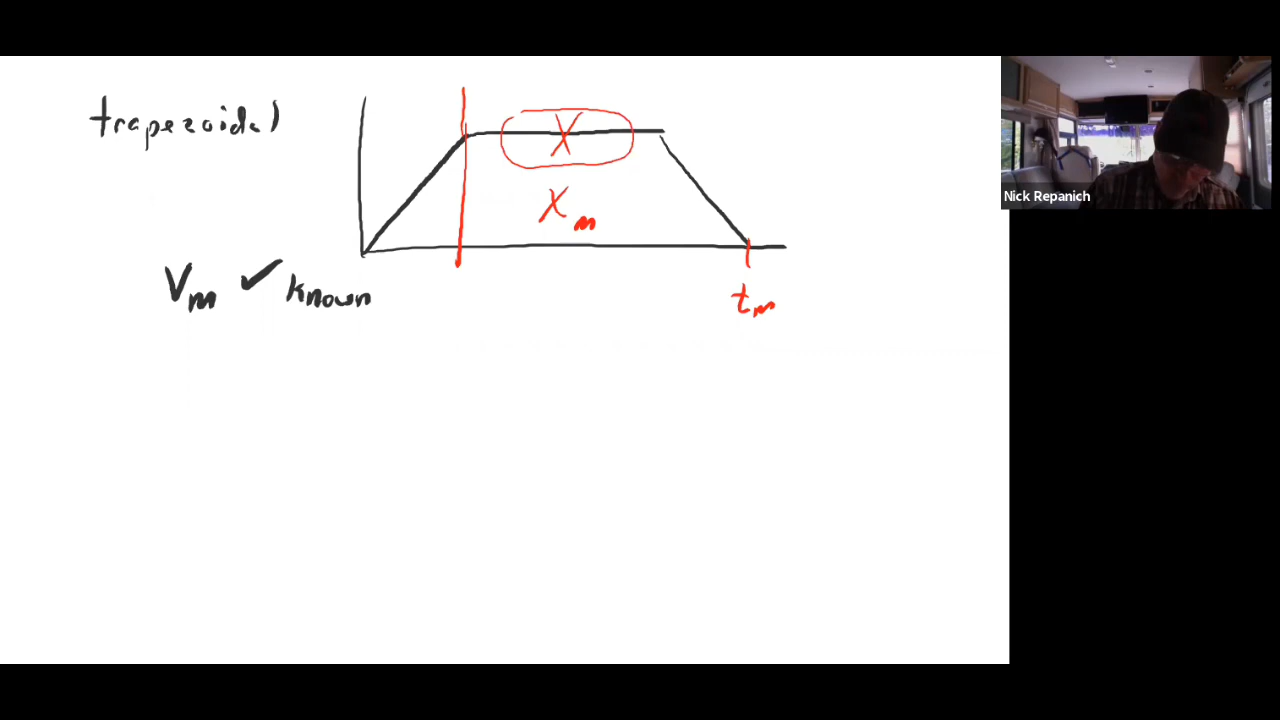 trapezoidal
X
Xm
Vm ✓ known
tm
Nick Repanich